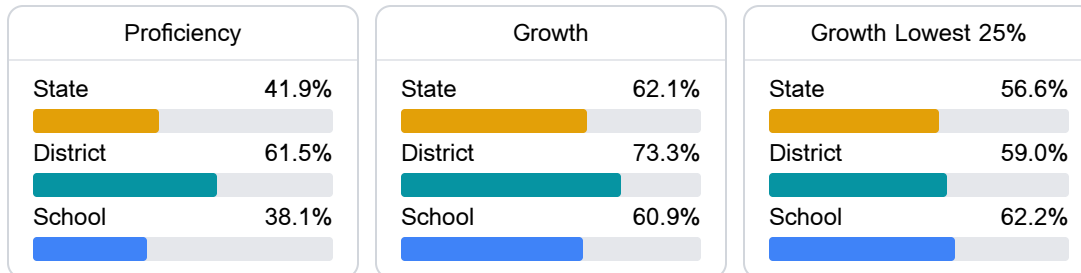 Proficiency
State 41.9%
District 61.5%
School 38.1%
Growth
State 62.1%
District 73.3%
School 60.9%
Growth Lowest 25%
State 56.6%
District 59.0%
School 62.2%